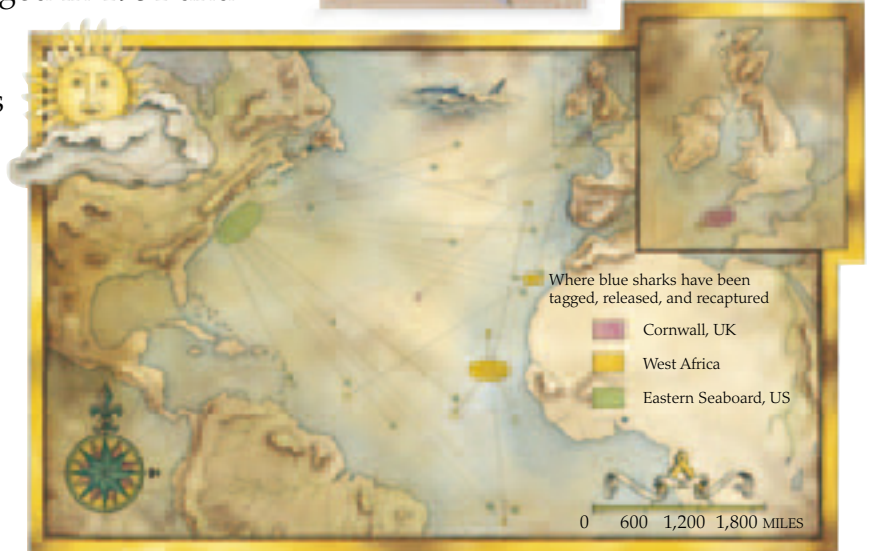 Where blue sharks have been
tagged, released, and recaptured
Cornwall, UK
West Africa
Eastern Seaboard, US
0 600 1,200 1,800 MILES